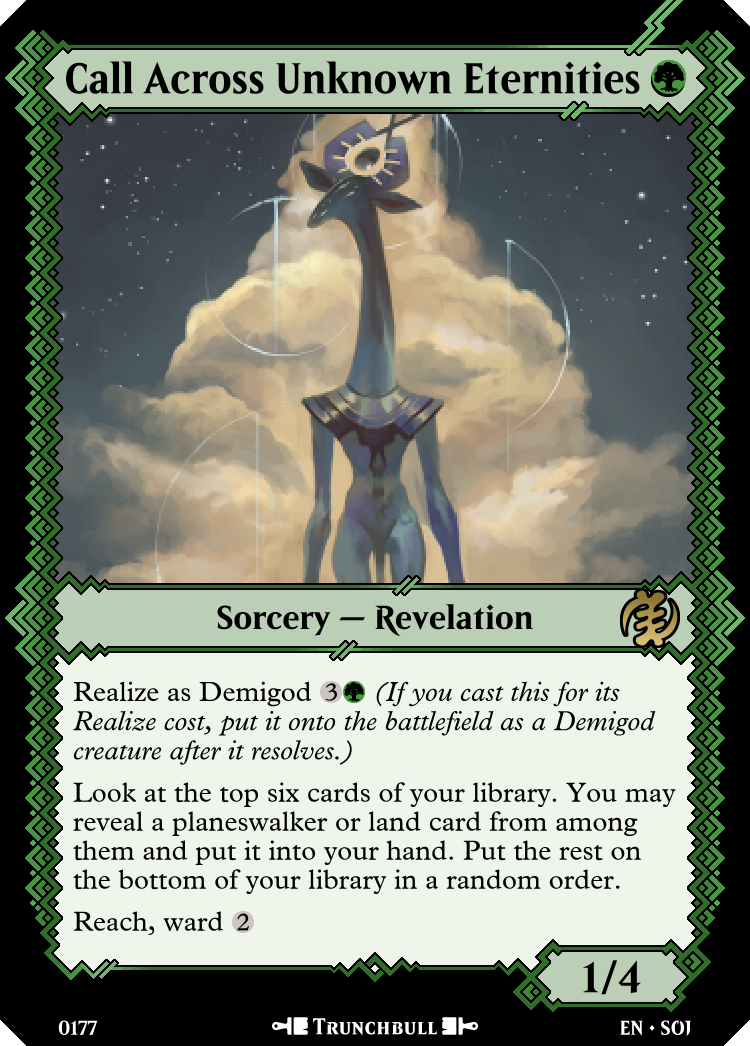 Call Across Unknown Eternities
Sorcery — Revelation
Realize as Demigod 3 (If you cast this for its
Realize cost, put it onto the battlefield as a Demigod
creature after it resolves.)
Look at the top six cards of your library. You may
reveal a planeswalker or land card from among
them and put it into your hand. Put the rest on
the bottom of your library in a random order.
Reach, ward 2
1/4
0177 Trunchbull EN • SOI